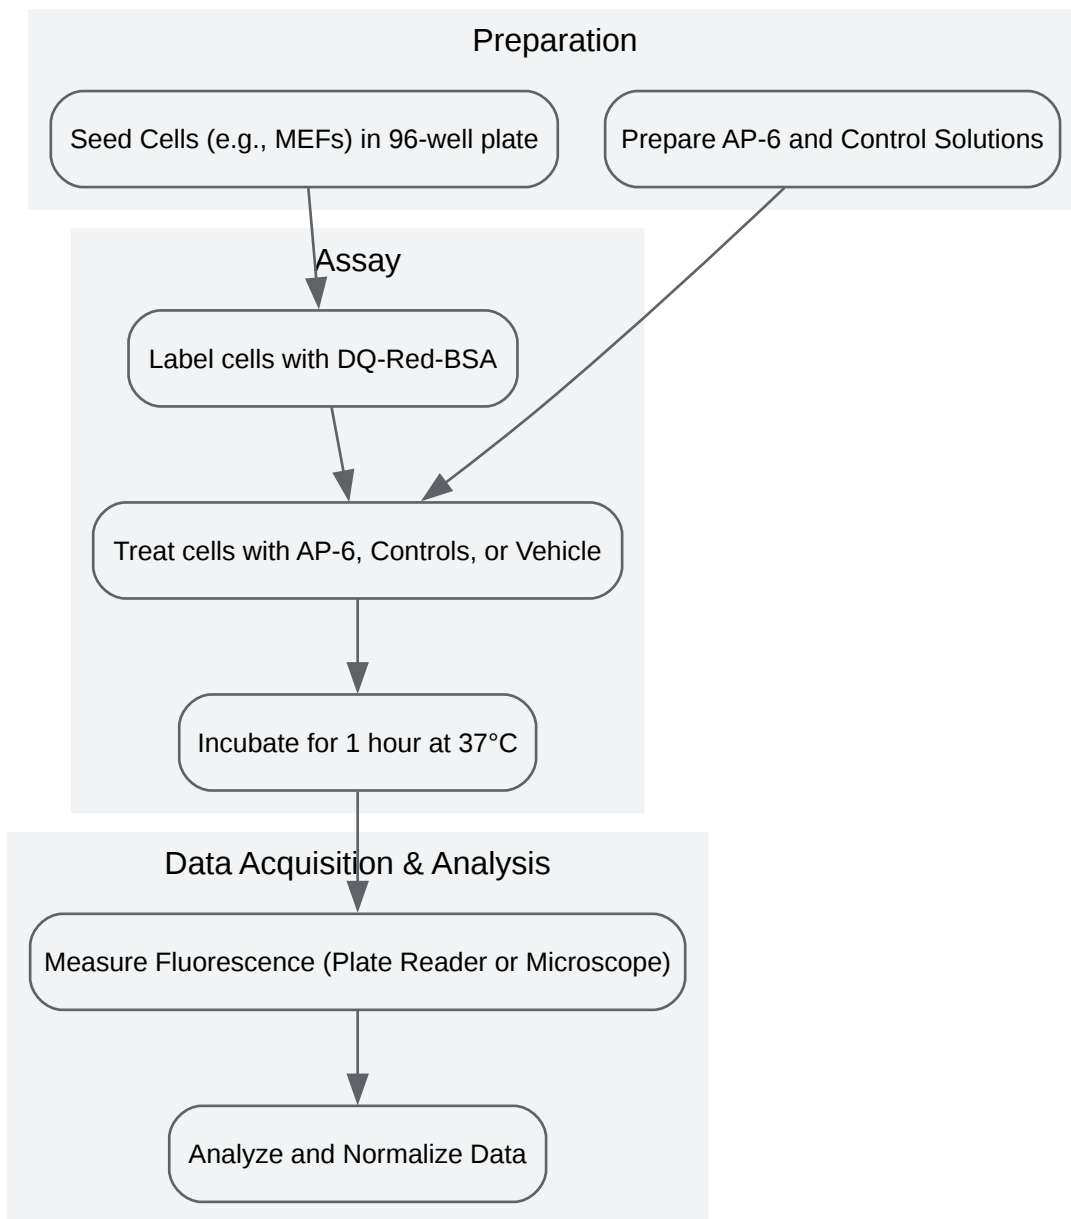 Preparation
Seed Cells (e.g., MEFs) in 96-well plate
Prepare AP-6 and Control Solutions
Assay
Label cells with DQ-Red-BSA
Treat cells with AP-6, Controls, or Vehicle
Incubate for 1 hour at 37°C
Data Acquisition & Analysis
Measure Fluorescence (Plate Reader or Microscope)
Analyze and Normalize Data